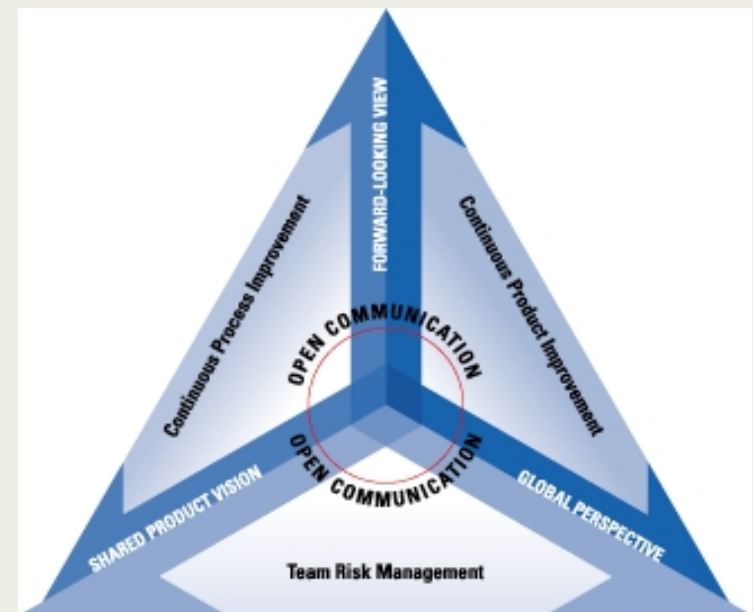 FORWARD-LOOKING VIEW
Continuous Process Improvement
Continuous Product Improvement
OPEN COMMUNICATION
OPEN COMMUNICATION
SHARED PRODUCT VISION
GLOBAL PERSPECTIVE
Team Risk Management